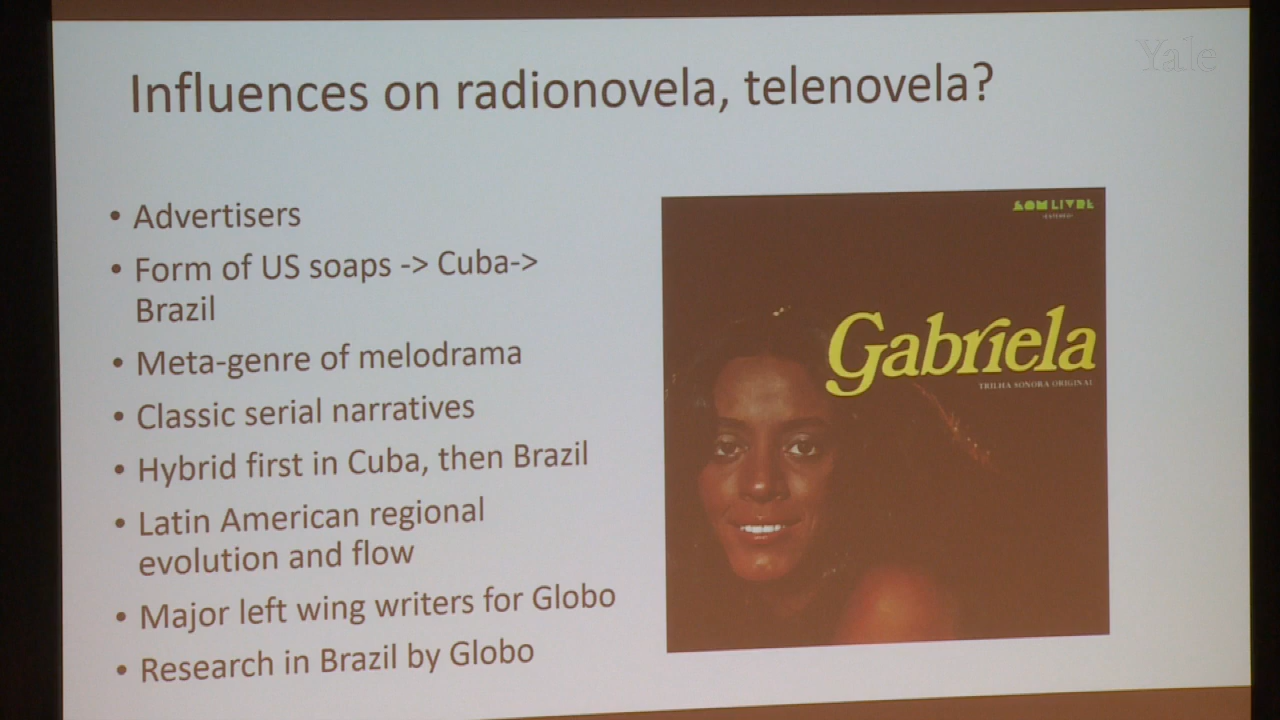 Yale
Influences on radionovela, telenovela?
• Advertisers
• Form of US soaps -> Cuba->
Brazil
• Meta-genre of melodrama
• Classic serial narratives
• Hybrid first in Cuba, then Brazil
• Latin American regional
evolution and flow
• Major left wing writers for Globo
• Research in Brazil by Globo
SOM LIVRE
Gabriela
TRILHA SONORA ORIGINAL